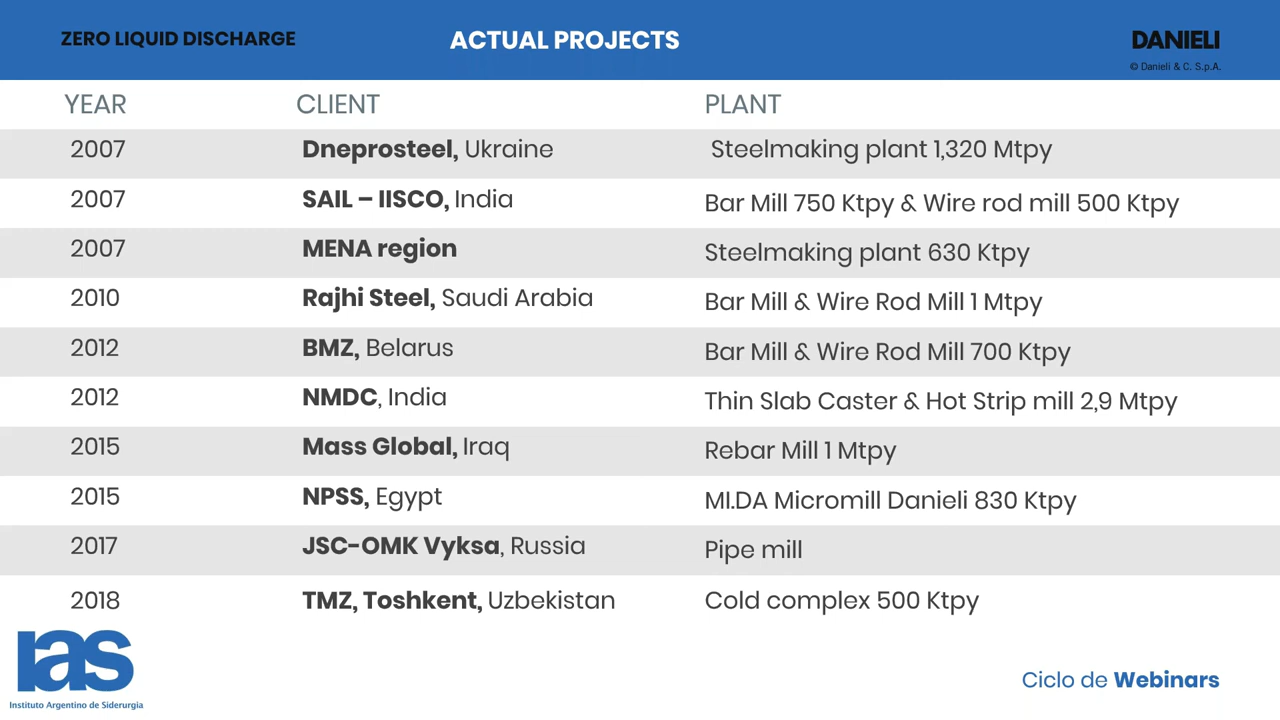 ZERO LIQUID DISCHARGE
ACTUAL PROJECTS
DANIELI
© Danieli & C. S.p.A.
YEAR CLIENT PLANT
2007 Dneprosteel, Ukraine Steelmaking plant 1,320 Mtpy
2007 SAIL – IISCO, India Bar Mill 750 Ktpy & Wire rod mill 500 Ktpy
2007 MENA region Steelmaking plant 630 Ktpy
2010 Rajhi Steel, Saudi Arabia Bar Mill & Wire Rod Mill 1 Mtpy
2012 BMZ, Belarus Bar Mill & Wire Rod Mill 700 Ktpy
2012 NMDC, India Thin Slab Caster & Hot Strip mill 2,9 Mtpy
2015 Mass Global, Iraq Rebar Mill 1 Mtpy
2015 NPSS, Egypt MI.DA Micromill Danieli 830 Ktpy
2017 JSC-OMK Vyksa, Russia Pipe mill
2018 TMZ, Toshkent, Uzbekistan Cold complex 500 Ktpy
ias
Instituto Argentino de Siderurgia
Ciclo de Webinars